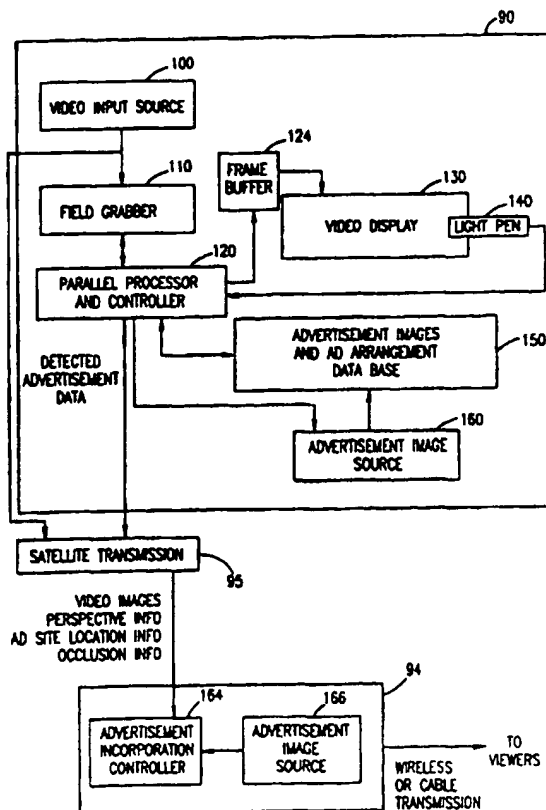 90
100
VIDEO INPUT SOURCE
124
110
FRAME
BUFFER
130
FIELD GRABBER
140
VIDEO DISPLAY
LIGHT PEN
120
PARALLEL PROCESSOR
AND CONTROLLER
DETECTED
ADVERTISEMENT
DATA
ADVERTISEMENT IMAGES
AND AD ARRANGEMENT
DATA BASE
150
160
ADVERTISEMENT IMAGE
SOURCE
SATELLITE TRANSMISSION
95
VIDEO IMAGES
PERSPECTIVE INFO
AD SITE LOCATION INFO
OCCLUSION INFO
94
164
166
ADVERTISEMENT
INCORPORATION
CONTROLLER
ADVERTISEMENT
IMAGE
SOURCE
TO
VIEWERS
WIRELESS
OR CABLE
TRANSMISSION